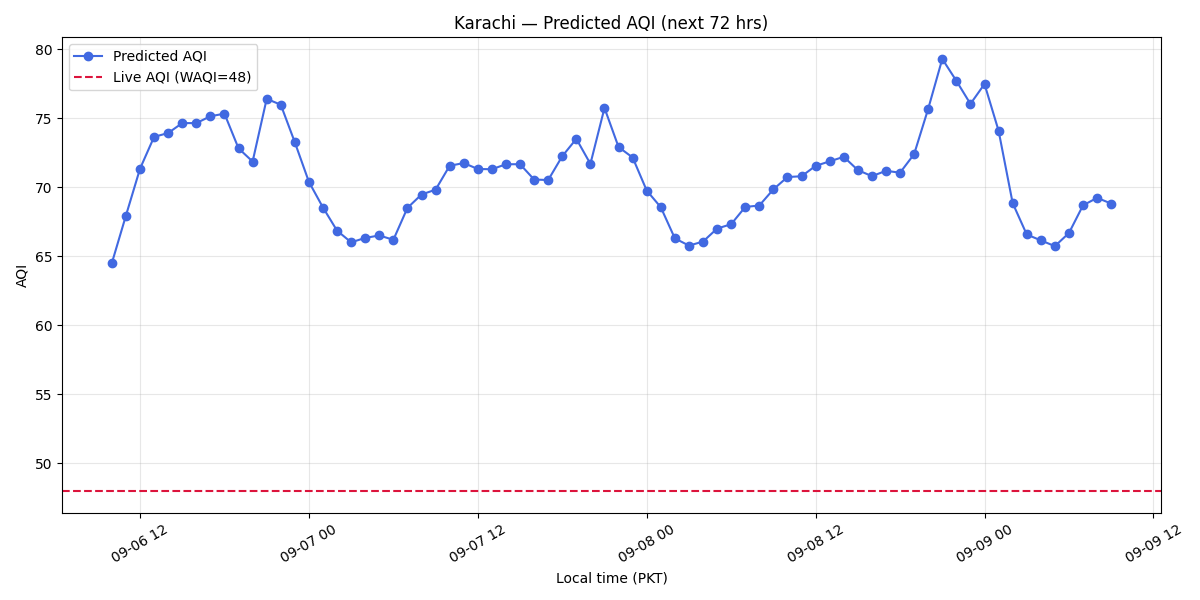 Karachi — Predicted AQI (next 72 hrs)
Predicted AQI
Live AQI (WAQI=48)
AQI
80
75
70
65
60
55
50
09-06 12
09-07 00
09-07 12
09-08 00
09-08 12
09-09 00
09-09 12
Local time (PKT)